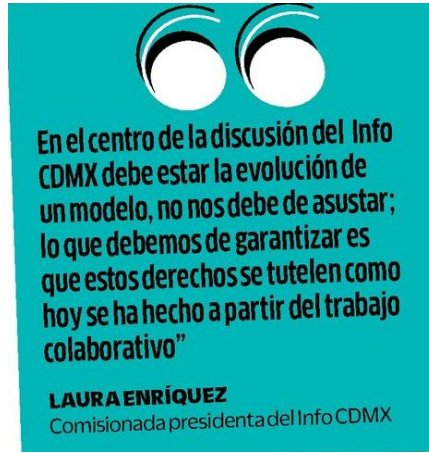 En el centro de la discusión del Info
CDMX debe estar la evolución de
un modelo, no nos debe de asustar;
lo que debemos de garantizar es
que estos derechos se tutelen como
hoy se ha hecho a partir del trabajo
colaborativo”
LAURA ENRÍQUEZ
Comisionada presidenta del Info CDMX